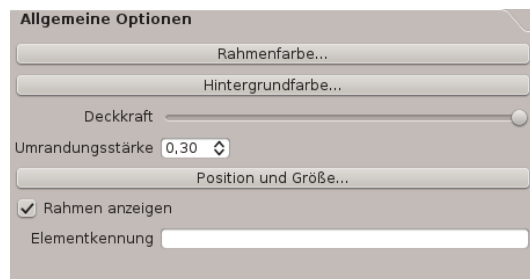 Allgemeine Optionen
Rahmenfarbe...
Hintergrundfarbe...
Deckkraft
Umrandungsstärke 0,30
Position und Größe...
Rahmen anzeigen
Elementkennung